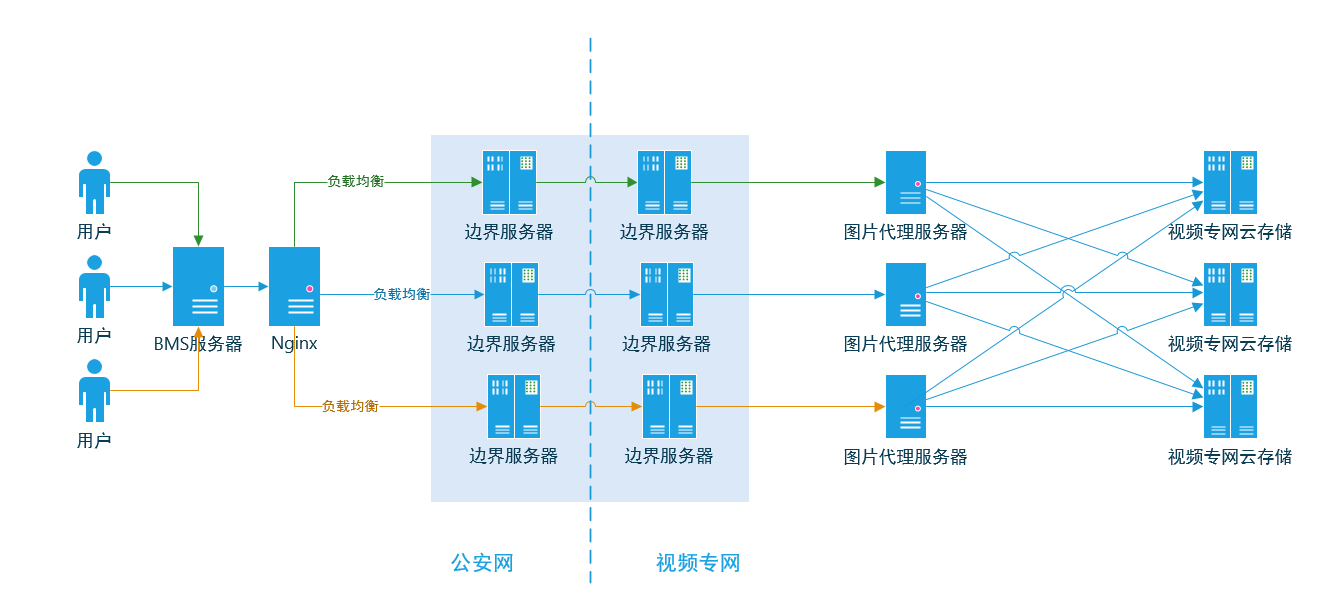 负载均衡
用户
边界服务器
边界服务器
图片代理服务器
视频专网云存储
负载均衡
用户
BMS服务器
Nginx
边界服务器
边界服务器
图片代理服务器
视频专网云存储
负载均衡
用户
边界服务器
边界服务器
图片代理服务器
视频专网云存储
公安网
视频专网